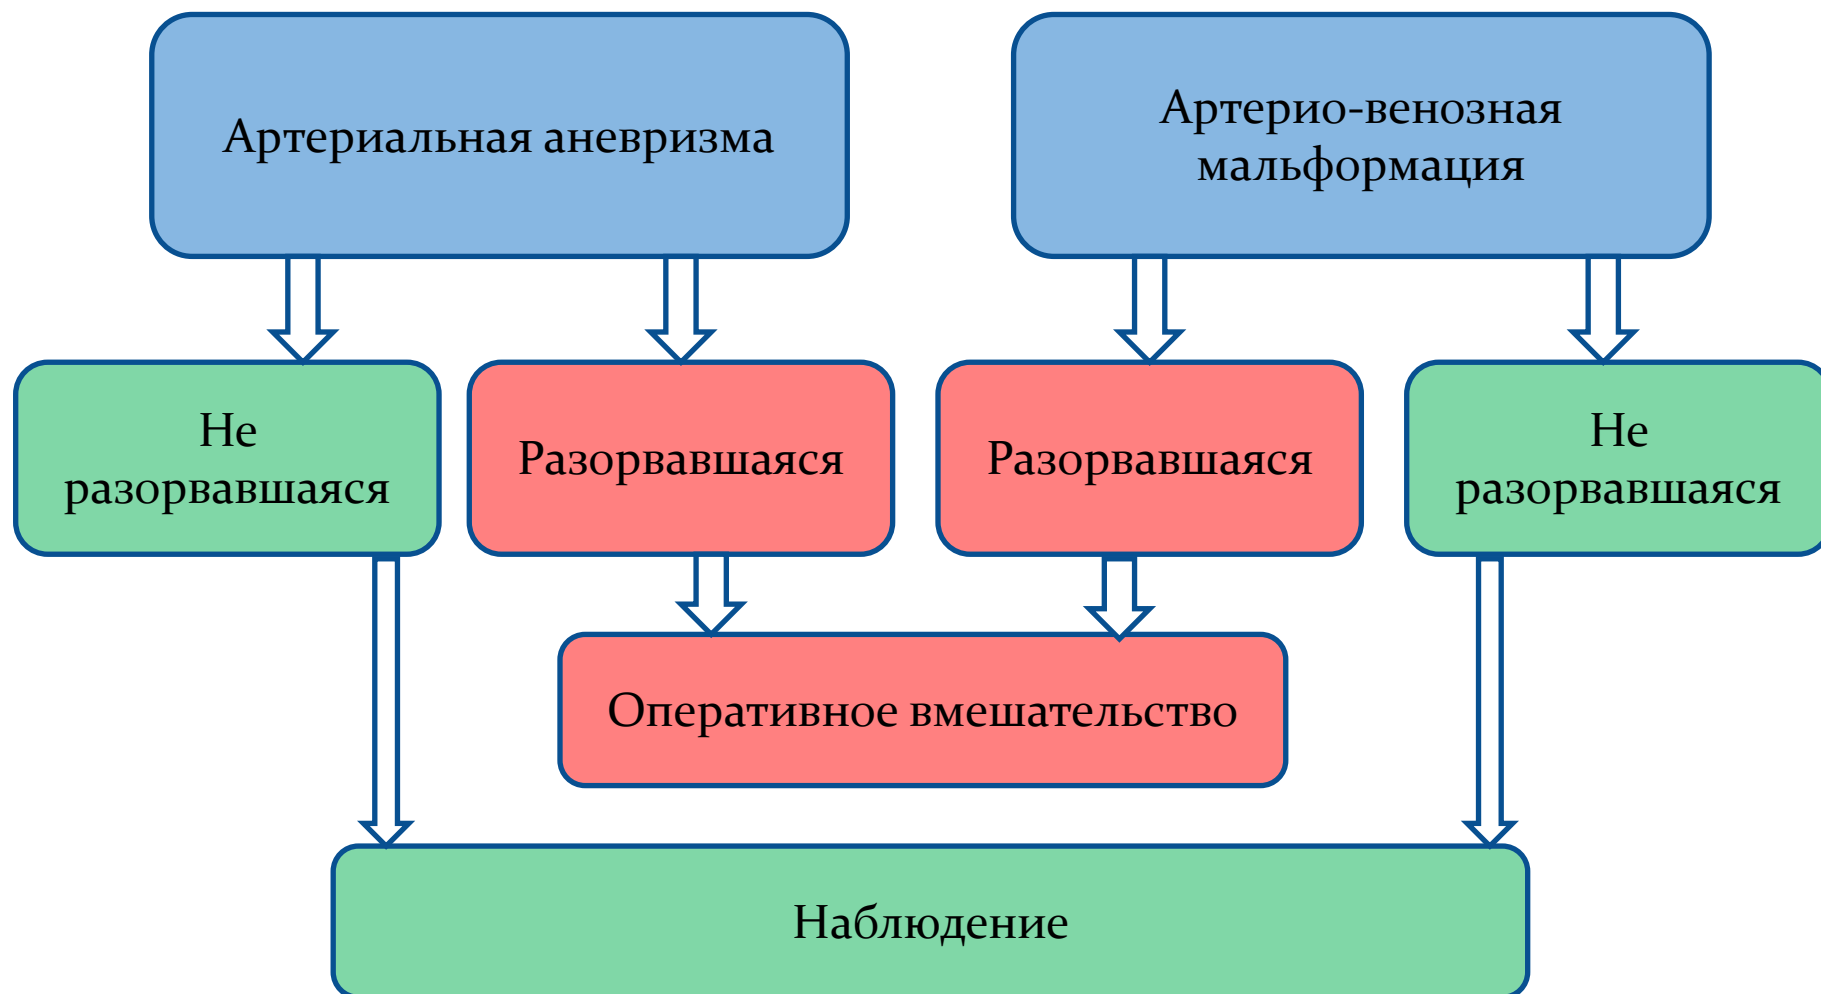 Артериальная аневризма
Артерио-венозная
мальформация
Не
разорвавшаяся
Разорвавшаяся
Разорвавшаяся
Не
разорвавшаяся
Оперативное вмешательство
Наблюдение